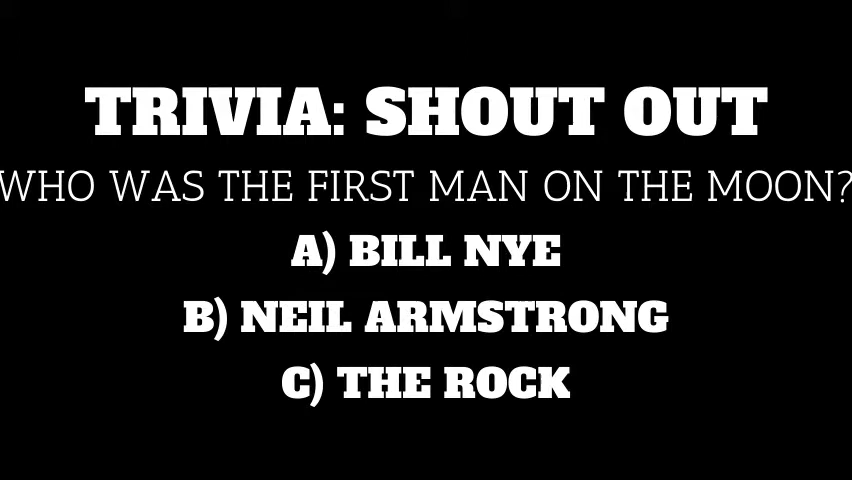 TRIVIA: SHOUT OUT
WHO WAS THE FIRST MAN ON THE MOON?
A) BILL NYE
B) NEIL ARMSTRONG
C) THE ROCK